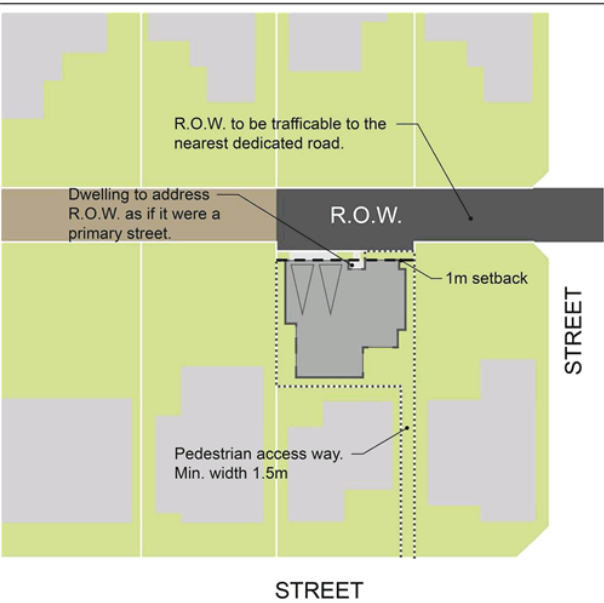 R.O.W. to be trafficable to the
nearest dedicated road.
Dwelling to address
R.O.W. as if it were a
primary street.
R.O.W.
1m setback
STREET
Pedestrian access way.
Min. width 1.5m
STREET